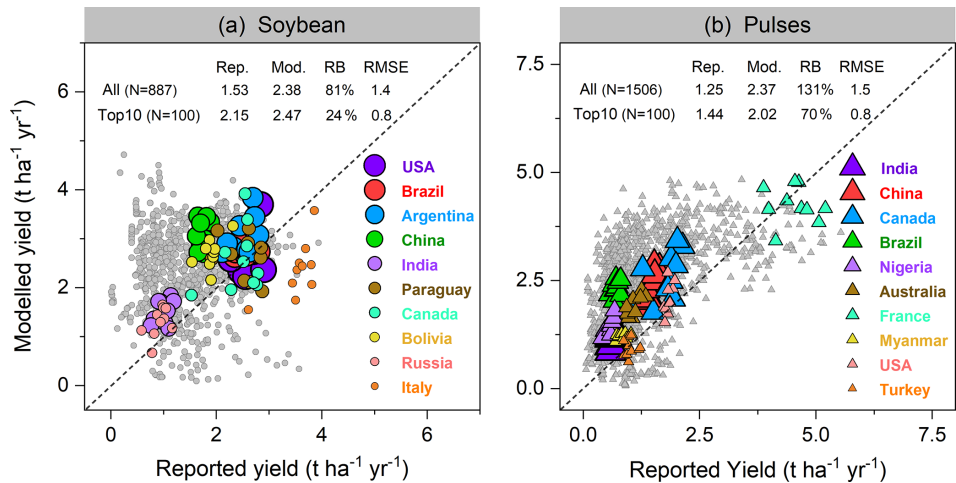 (a) Soybean
Rep. Mod. RB RMSE
All (N=887) 1.53 2.38 81% 1.4
Top10 (N=100) 2.15 2.47 24% 0.8
USA
Brazil
Argentina
China
India
Paraguay
Canada
Bolivia
Russia
Italy
6
4
2
0
0 2 4 6
Modelled yield (t ha⁻¹ yr⁻¹)
Reported yield (t ha⁻¹ yr⁻¹)
(b) Pulses
Rep. Mod. RB RMSE
All (N=1506) 1.25 2.37 131% 1.5
Top10 (N=100) 1.44 2.02 70% 0.8
India
China
Canada
Brazil
Nigeria
Australia
France
Myanmar
USA
Turkey
7.5
5.0
2.5
0.0
0.0 2.5 5.0 7.5
Reported Yield (t ha⁻¹ yr⁻¹)